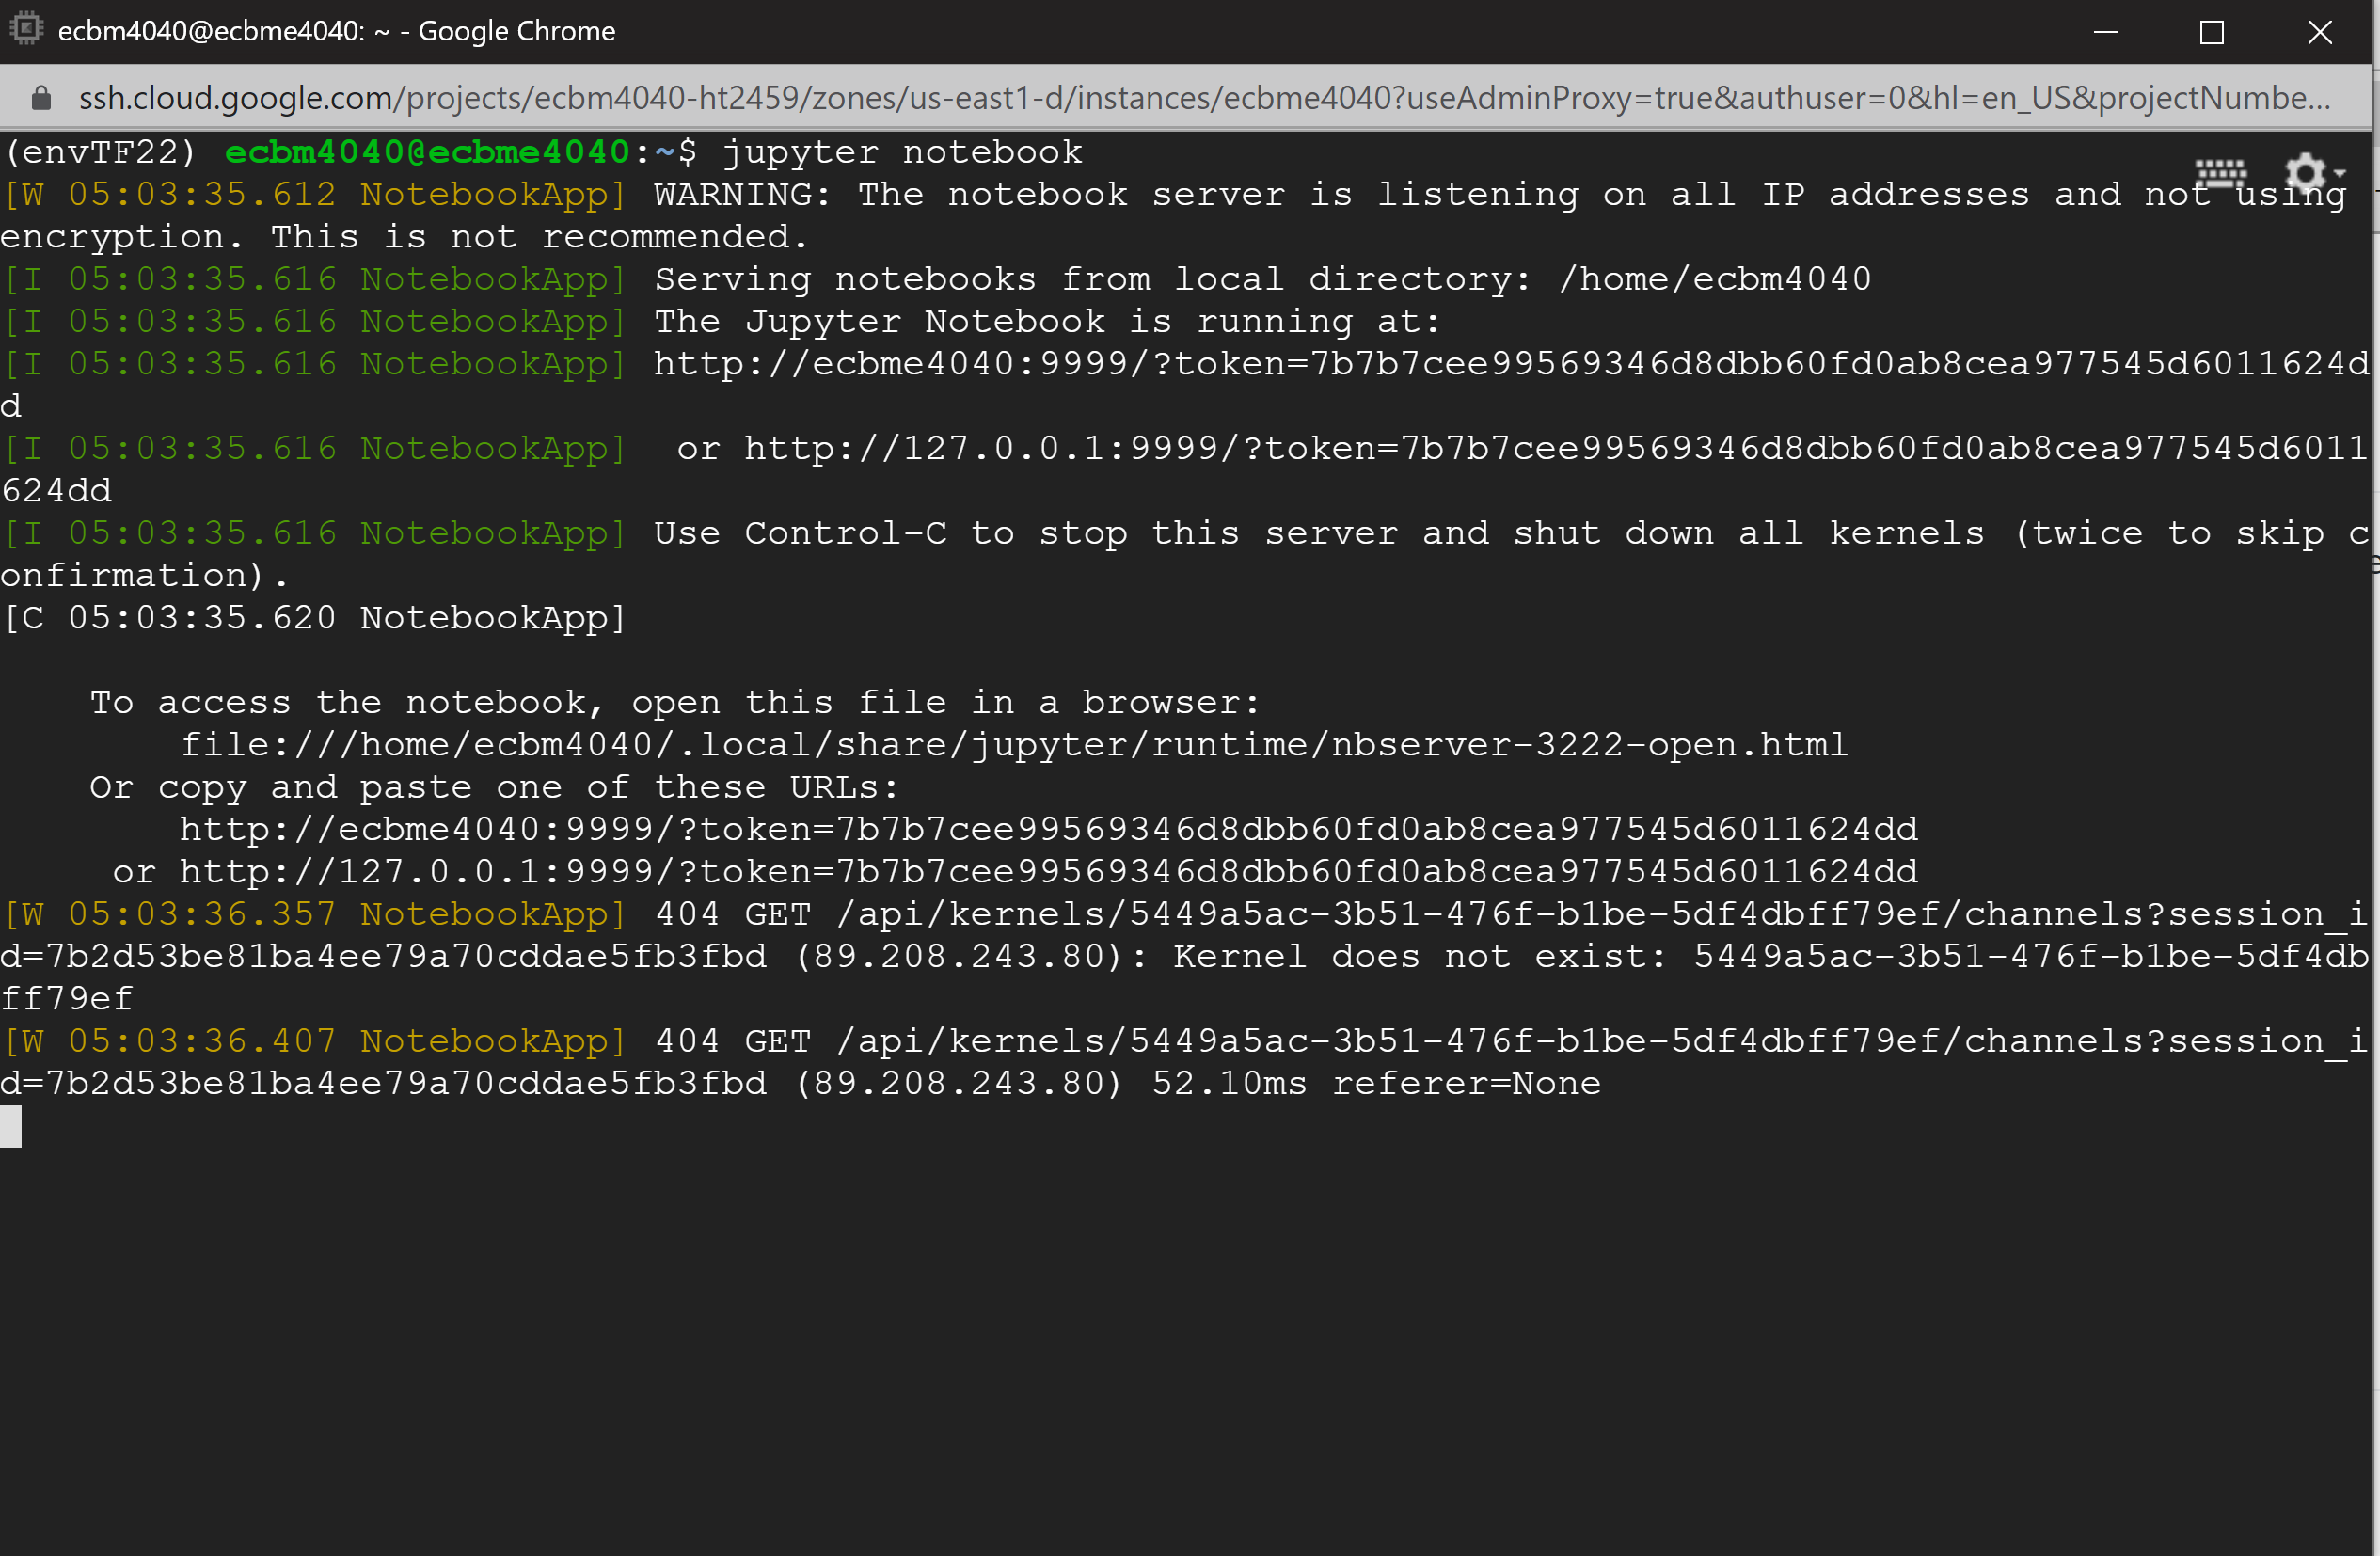 ecbm4040@ecbme4040: ~ - Google Chrome
ssh.cloud.google.com/projects/ecbm4040-ht2459/zones/us-east1-d/instances/ecbme4040?useAdminProxy=true&authuser=0&hl=en_US&projectNumbe...
(envTF22) ecbm4040@ecbme4040:~$ jupyter notebook
[W 05:03:35.612 NotebookApp] WARNING: The notebook server is listening on all IP addresses and not using
encryption. This is not recommended.
[I 05:03:35.616 NotebookApp] Serving notebooks from local directory: /home/ecbm4040
[I 05:03:35.616 NotebookApp] The Jupyter Notebook is running at:
[I 05:03:35.616 NotebookApp] http://ecbme4040:9999/?token=7b7b7cee99569346d8dbb60fd0ab8cea977545d6011624d
d
[I 05:03:35.616 NotebookApp]  or http://127.0.0.1:9999/?token=7b7b7cee99569346d8dbb60fd0ab8cea977545d6011
624dd
[I 05:03:35.616 NotebookApp] Use Control-C to stop this server and shut down all kernels (twice to skip c
onfirmation).
[C 05:03:35.620 NotebookApp]
To access the notebook, open this file in a browser:
file:///home/ecbm4040/.local/share/jupyter/runtime/nbserver-3222-open.html
Or copy and paste one of these URLs:
http://ecbme4040:9999/?token=7b7b7cee99569346d8dbb60fd0ab8cea977545d6011624dd
or http://127.0.0.1:9999/?token=7b7b7cee99569346d8dbb60fd0ab8cea977545d6011624dd
[W 05:03:36.357 NotebookApp] 404 GET /api/kernels/5449a5ac-3b51-476f-b1be-5df4dbff79ef/channels?session_i
d=7b2d53be81ba4ee79a70cddae5fb3fbd (89.208.243.80): Kernel does not exist: 5449a5ac-3b51-476f-b1be-5df4db
ff79ef
[W 05:03:36.407 NotebookApp] 404 GET /api/kernels/5449a5ac-3b51-476f-b1be-5df4dbff79ef/channels?session_i
d=7b2d53be81ba4ee79a70cddae5fb3fbd (89.208.243.80) 52.10ms referer=None